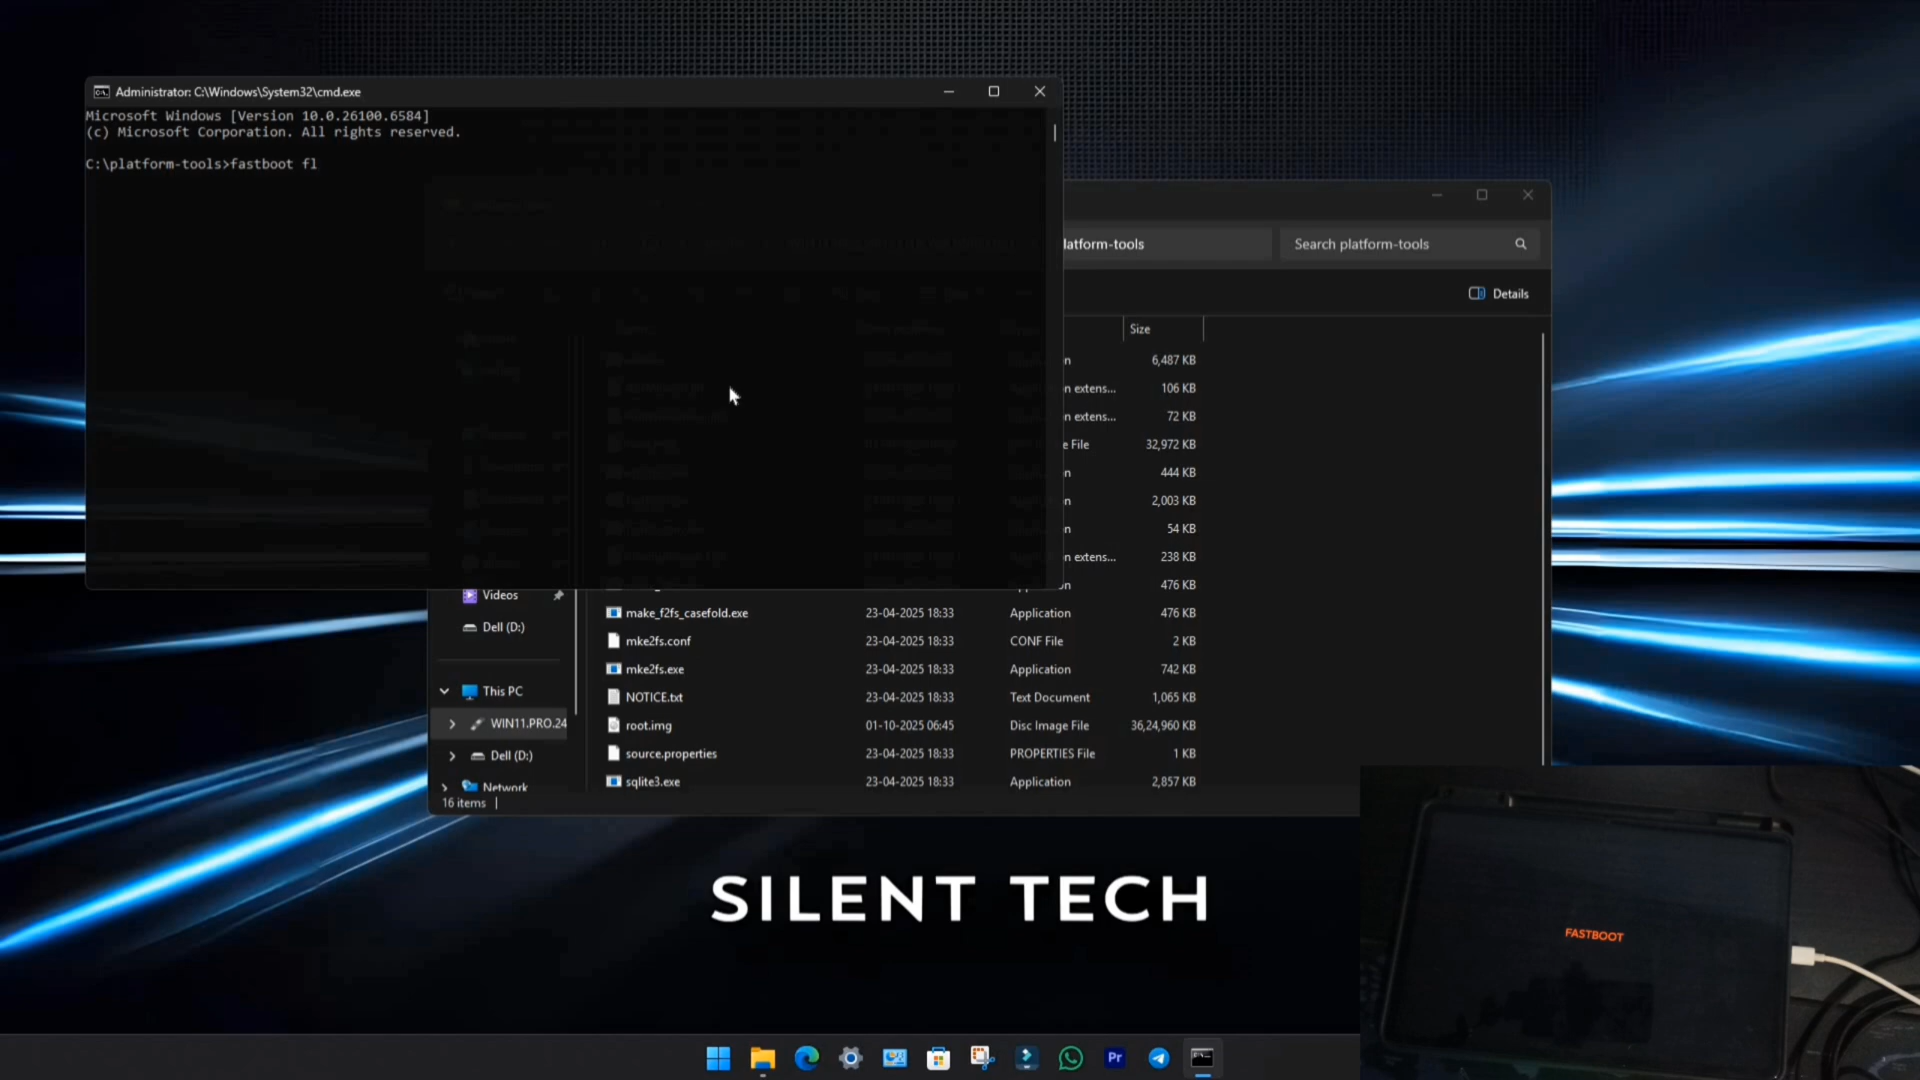 Administrator: C:\Windows\System32\cmd.exe
Microsoft Windows [Version 10.0.26100.6584]
(c) Microsoft Corporation. All rights reserved.
C:\platform-tools>fastboot fl
latform-tools
Search platform-tools
Details
Size
n 6,487 KB
n extens... 106 KB
n extens... 72 KB
e File 32,972 KB
n 444 KB
n 2,003 KB
n 54 KB
n extens... 238 KB
n 476 KB
make_f2fs_casefold.exe 23-04-2025 18:33 Application 476 KB
mke2fs.conf 23-04-2025 18:33 CONF File 2 KB
mke2fs.exe 23-04-2025 18:33 Application 742 KB
NOTICE.txt 23-04-2025 18:33 Text Document 1,065 KB
root.img 01-10-2025 06:45 Disc Image File 36,24,960 KB
source.properties 23-04-2025 18:33 PROPERTIES File 1 KB
sqlite3.exe 23-04-2025 18:33 Application 2,857 KB
Videos
Dell (D:)
This PC
WIN11.PRO.24
Dell (D:)
Network
16 items
SILENT TECH
FASTBOOT
Pr